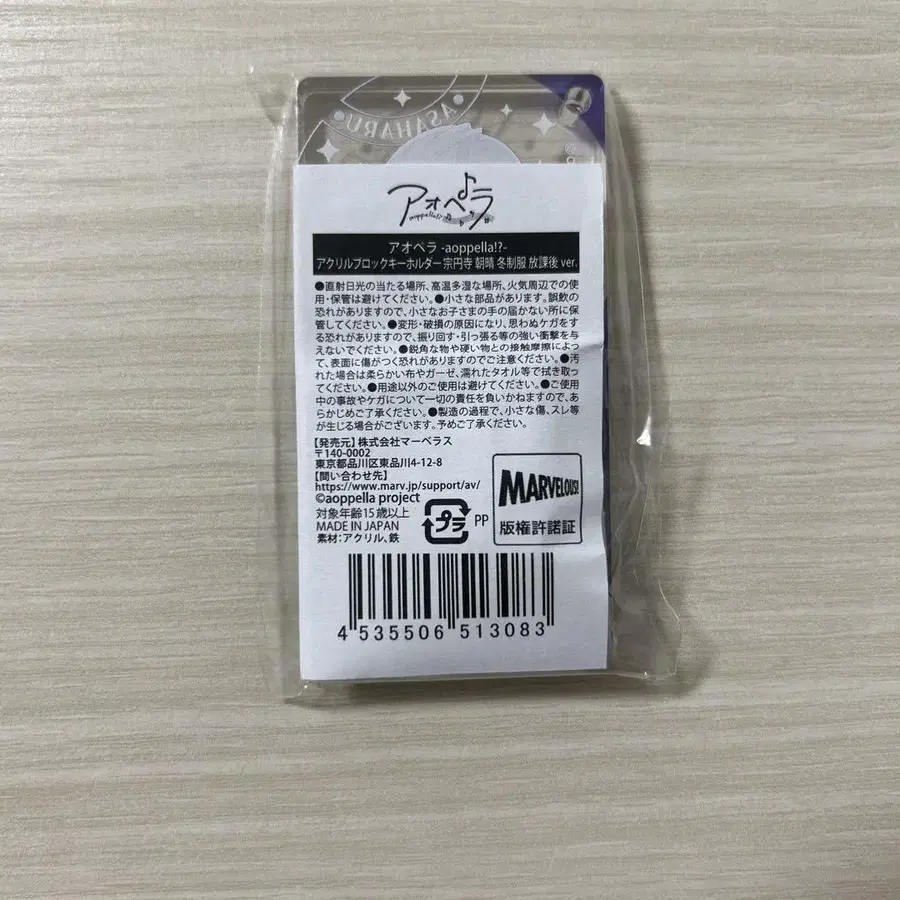 ASAHARU
アオペラ
aoppella!?
アオペラ -aoppella!?-
アクリルブロックキーホルダー 宗円寺 朝晴 冬制服 放課後 ver.
●直射日光の当たる場所、高温多湿な場所、火気周辺での使
用・保管は避けてください。●小さな部品があります。誤飲の
恐れがありますので、小さなお子さまの手の届かない所に保
管してください。●変形・破損の原因になり、思わぬケガをす
る恐れがありますので、振り回す・引っ張る等の強い衝撃を与
えないでください。●鋭角な物や硬い物との接触摩擦によっ
て、表面に傷がつく恐れがありますのでご注意ください。●汚
れた場合は柔らかい布やガーゼ、濡れたタオル等で拭き取っ
てください。●用途以外のご使用は避けてください。●ご使用
中の事故やケガについて一切の責任を負いかねますので、あ
らかじめご了承ください。●製造の過程で、小さな傷、スレ等
が生じる場合がございます。予めご了承ください。
【発売元】株式会社マーベラス
〒140-0002
東京都品川区東品川4-12-8
【問い合わせ先】
https://www.marv.jp/support/av/
©aoppella project
対象年齢15歳以上
MADE IN JAPAN
素材:アクリル、鉄
プラ
PP
MARVELOUS!
版権許諾証
4 535506 513083